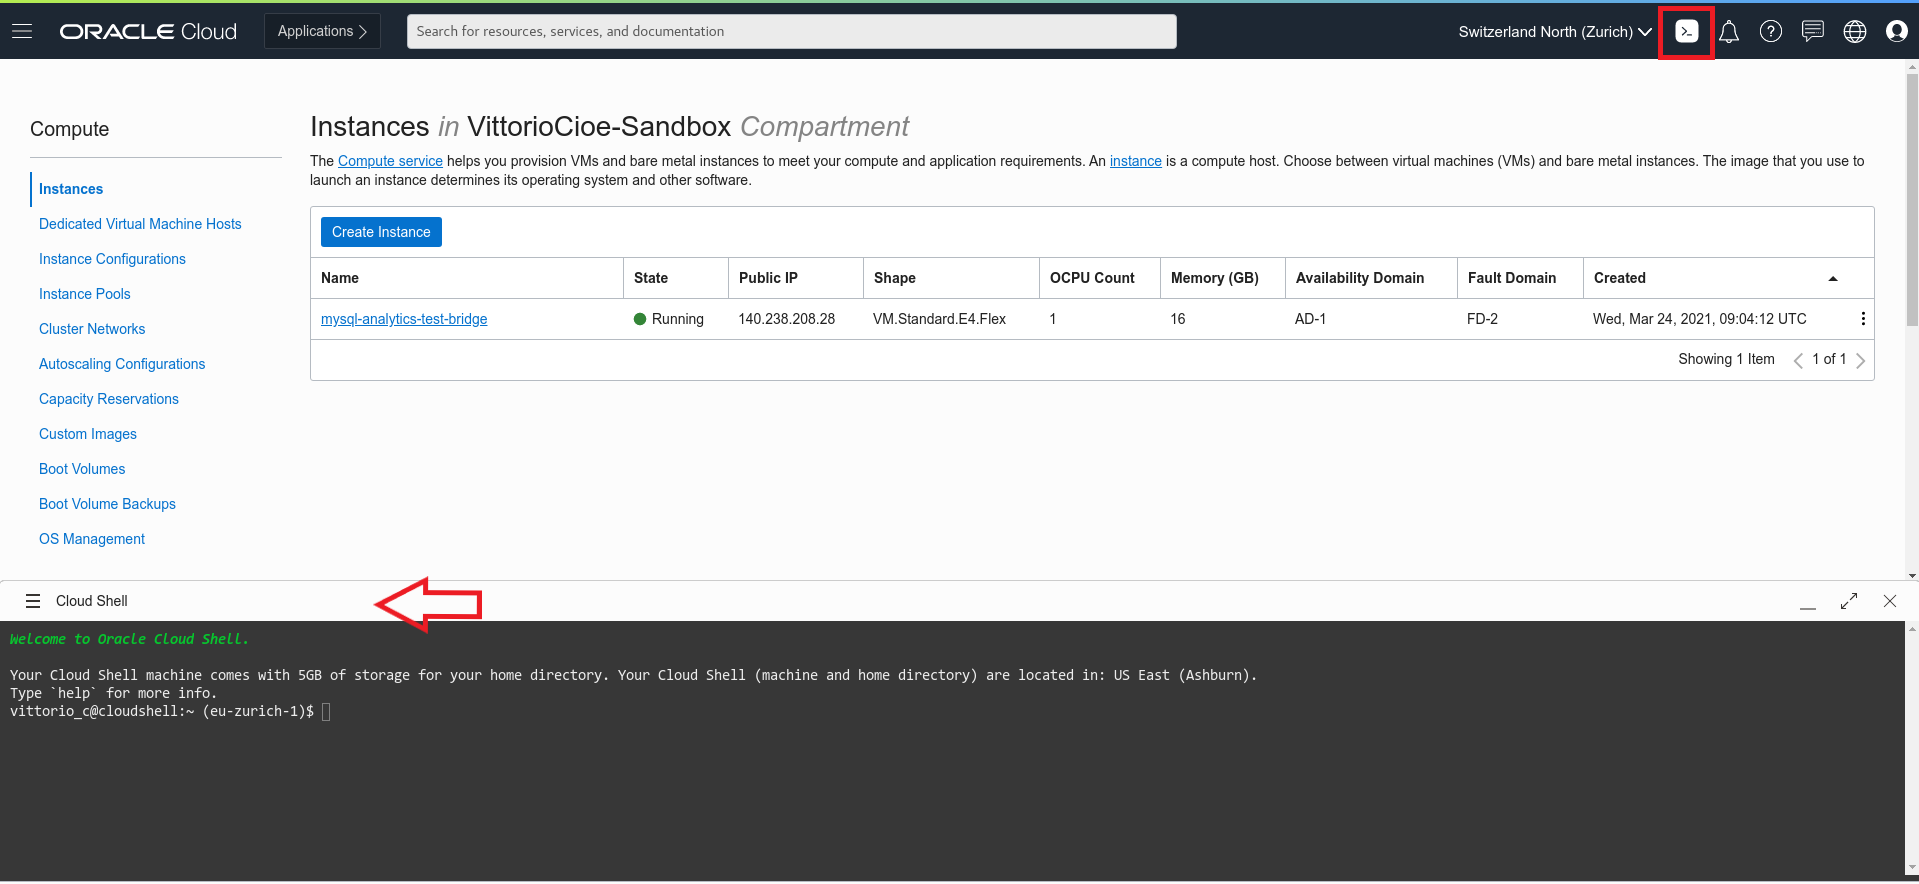 ORACLE Cloud
Applications
Search for resources, services, and documentation
Switzerland North (Zurich)
Compute
Instances
Dedicated Virtual Machine Hosts
Instance Configurations
Instance Pools
Cluster Networks
Autoscaling Configurations
Capacity Reservations
Custom Images
Boot Volumes
Boot Volume Backups
OS Management
Instances in VittorioCioe-Sandbox Compartment
The Compute service helps you provision VMs and bare metal instances to meet your compute and application requirements. An instance is a compute host. Choose between virtual machines (VMs) and bare metal instances. The image that you use to
launch an instance determines its operating system and other software.
Create Instance
Name State Public IP Shape OCPU Count Memory (GB) Availability Domain Fault Domain Created
mysql-analytics-test-bridge Running 140.238.208.28 VM.Standard.E4.Flex 1 16 AD-1 FD-2 Wed, Mar 24, 2021, 09:04:12 UTC
Showing 1 Item 1 of 1
Cloud Shell
Welcome to Oracle Cloud Shell.
Your Cloud Shell machine comes with 5GB of storage for your home directory. Your Cloud Shell (machine and home directory) are located in: US East (Ashburn).
Type `help` for more info.
vittorio_c@cloudshell:~ (eu-zurich-1)$